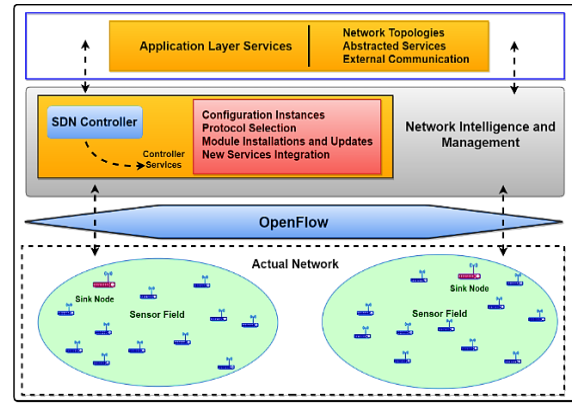 Application Layer Services
Network Topologies
Abstracted Services
External Communication
SDN Controller
Controller
Services
Configuration Instances
Protocol Selection
Module Installations and Updates
New Services Integration
Network Intelligence and
Management
OpenFlow
Actual Network
Sink Node
Sensor Field
Sink Node
Sensor Field